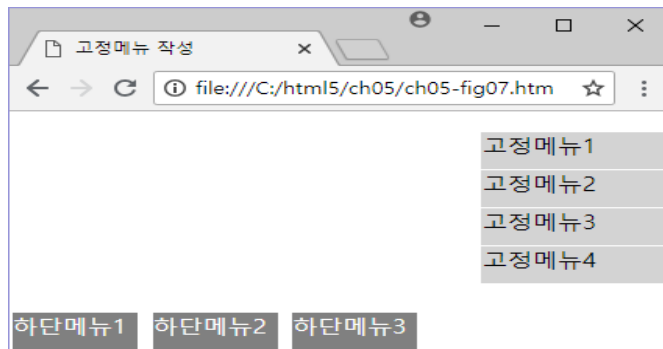 고정메뉴 작성
file:///C:/html5/ch05/ch05-fig07.htm
고정메뉴1
고정메뉴2
고정메뉴3
고정메뉴4
하단메뉴1 하단메뉴2 하단메뉴3